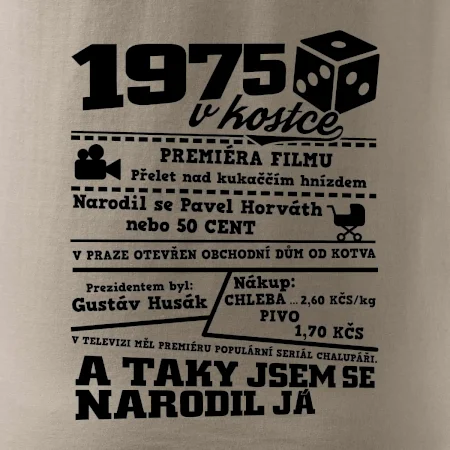 1975
v kostce
PREMIÉRA FILMU
Přelet nad kukaččím hnízdem
Narodil se Pavel Horváth
nebo 50 CENT
V PRAZE OTEVŘEN OBCHODNÍ DŮM OD KOTVA
Prezidentem byl:
Gustáv Husák
Nákup:
CHLEBA ... 2,60 KČS/kg
PIVO
1,70 KČS
V TELEVIZI MĚL PREMIÉRU POPULÁRNÍ SERIÁL CHALUPÁŘI.
A TAKY JSEM SE
NARODIL JÁ